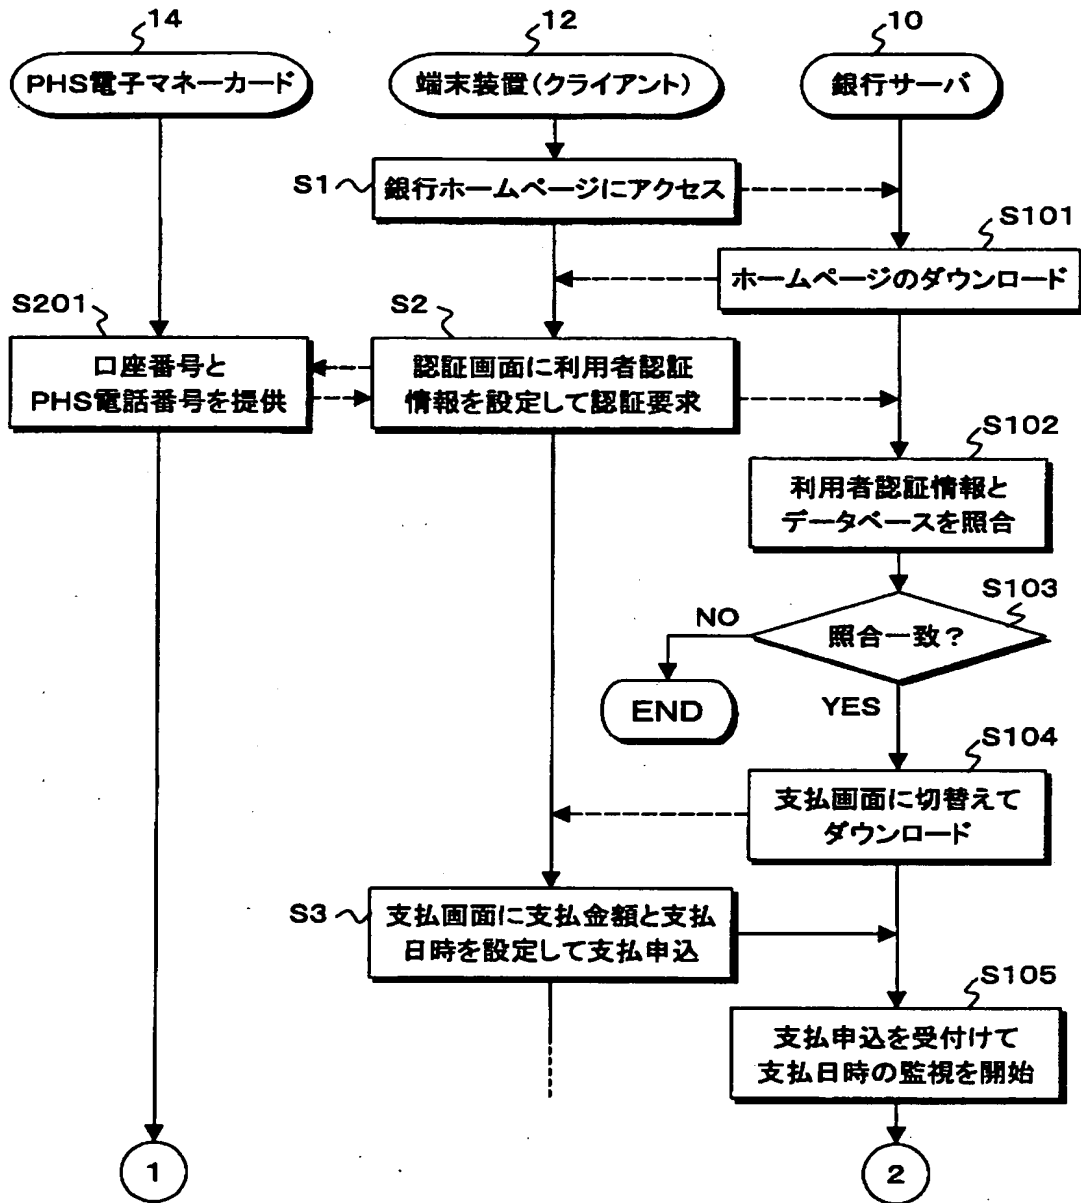 14
12
10
PHS電子マネーカード
端末装置(クライアント)
銀行サーバ
S1
銀行ホームページにアクセス
S101
ホームページのダウンロード
S201
口座番号と
PHS電話番号を提供
S2
認証画面に利用者認証
情報を設定して認証要求
S102
利用者認証情報と
データベースを照合
S103
照合一致?
NO
END
YES
S104
支払画面に切替えて
ダウンロード
S3
支払画面に支払金額と支払
日時を設定して支払申込
S105
支払申込を受付けて
支払日時の監視を開始
1
2